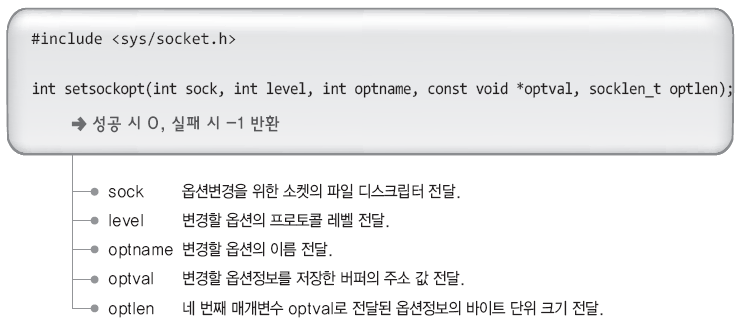 #include <sys/socket.h>
int setsockopt(int sock, int level, int optname, const void *optval, socklen_t optlen);
➔ 성공 시 0, 실패 시 -1 반환
sock 옵션변경을 위한 소켓의 파일 디스크립터 전달.
level 변경할 옵션의 프로토콜 레벨 전달.
optname 변경할 옵션의 이름 전달.
optval 변경할 옵션정보를 저장한 버퍼의 주소 값 전달.
optlen 네 번째 매개변수 optval로 전달된 옵션정보의 바이트 단위 크기 전달.